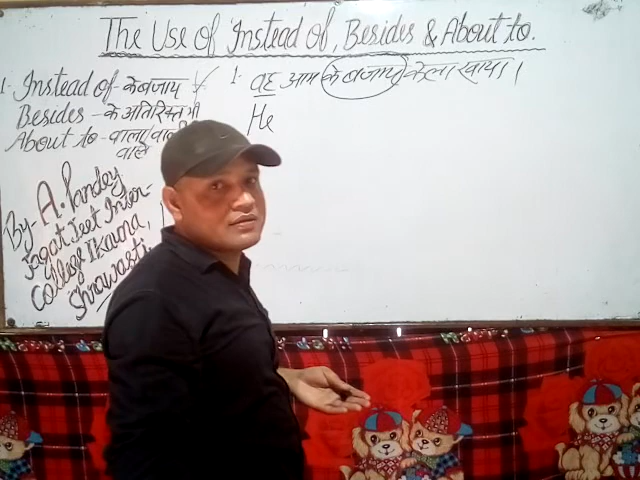 The Use of Instead of, Besides & About to.
1- Instead of - के बजाय
Besides - के अतिरिक्त भी
About to - वाला/वाली
वाले
By- A. Pandey
Jagat Jeet Inter-
College Ikauna,
Shrawasti
1- वह आम के बजाय केला खाया।
He